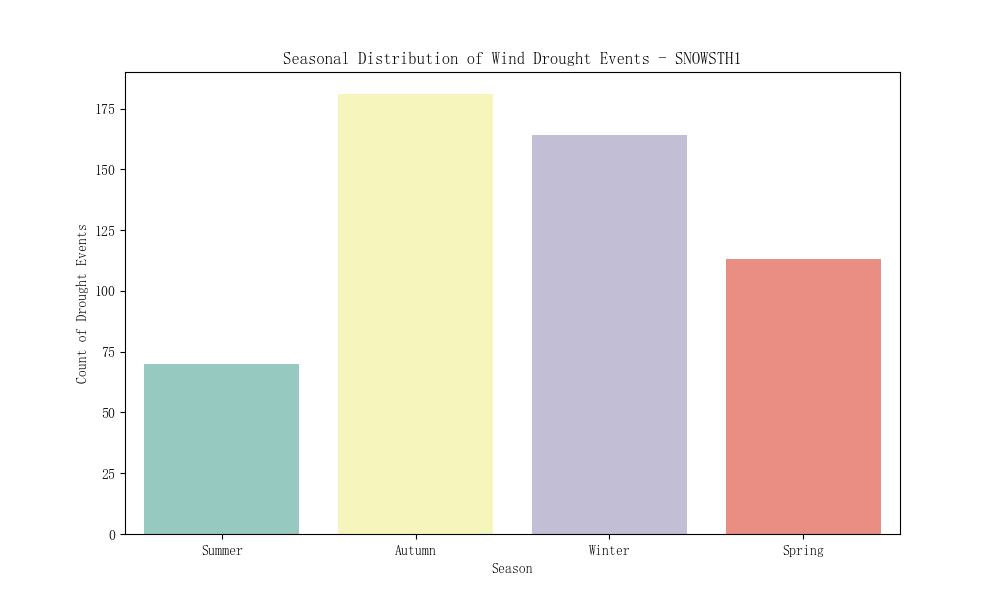 Seasonal Distribution of Wind Drought Events - SNOWSTH1
175
150
125
100
75
50
25
0
Count of Drought Events
Summer Autumn Winter Spring
Season